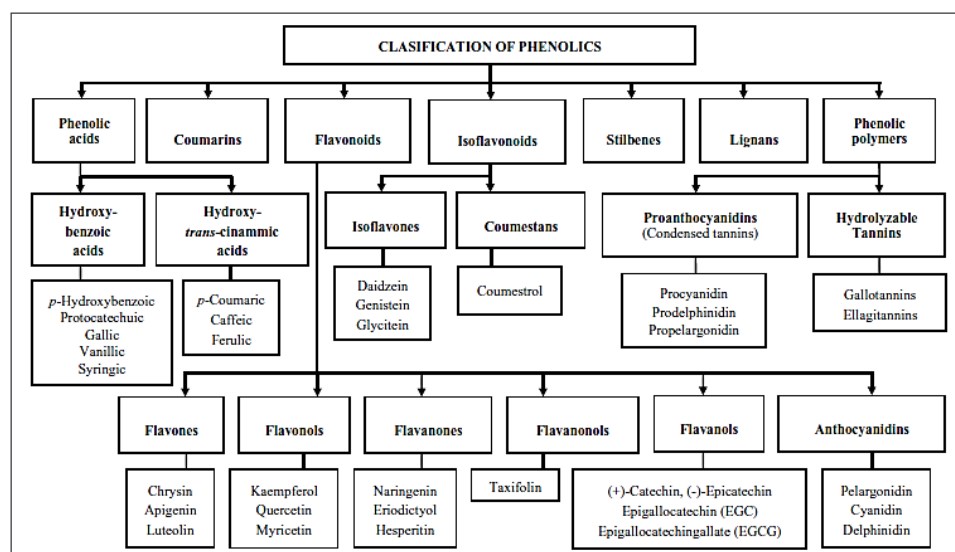 CLASIFICATION OF PHENOLICS
Phenolic
acids
Coumarins
Flavonoids
Isoflavonoids
Stilbenes
Lignans
Phenolic
polymers
Hydroxy-
benzoic
acids
Hydroxy-
trans-cinammic
acids
Isoflavones
Coumestans
Proanthocyanidins
(Condensed tannins)
Hydrolyzable
Tannins
p-Hydroxybenzoic
Protocatechuic
Gallic
Vanillic
Syringic
p-Coumaric
Caffeic
Ferulic
Daidzein
Genistein
Glycitein
Coumestrol
Procyanidin
Prodelphinidin
Propelargonidin
Gallotannins
Ellagitannins
Flavones
Flavonols
Flavanones
Flavanonols
Flavanols
Anthocyanidins
Chrysin
Apigenin
Luteolin
Kaempferol
Quercetin
Myricetin
Naringenin
Eriodictyol
Hesperitin
Taxifolin
(+)-Catechin, (-)-Epicatechin
Epigallocatechin (EGC)
Epigallocatechingallate (EGCG)
Pelargonidin
Cyanidin
Delphinidin